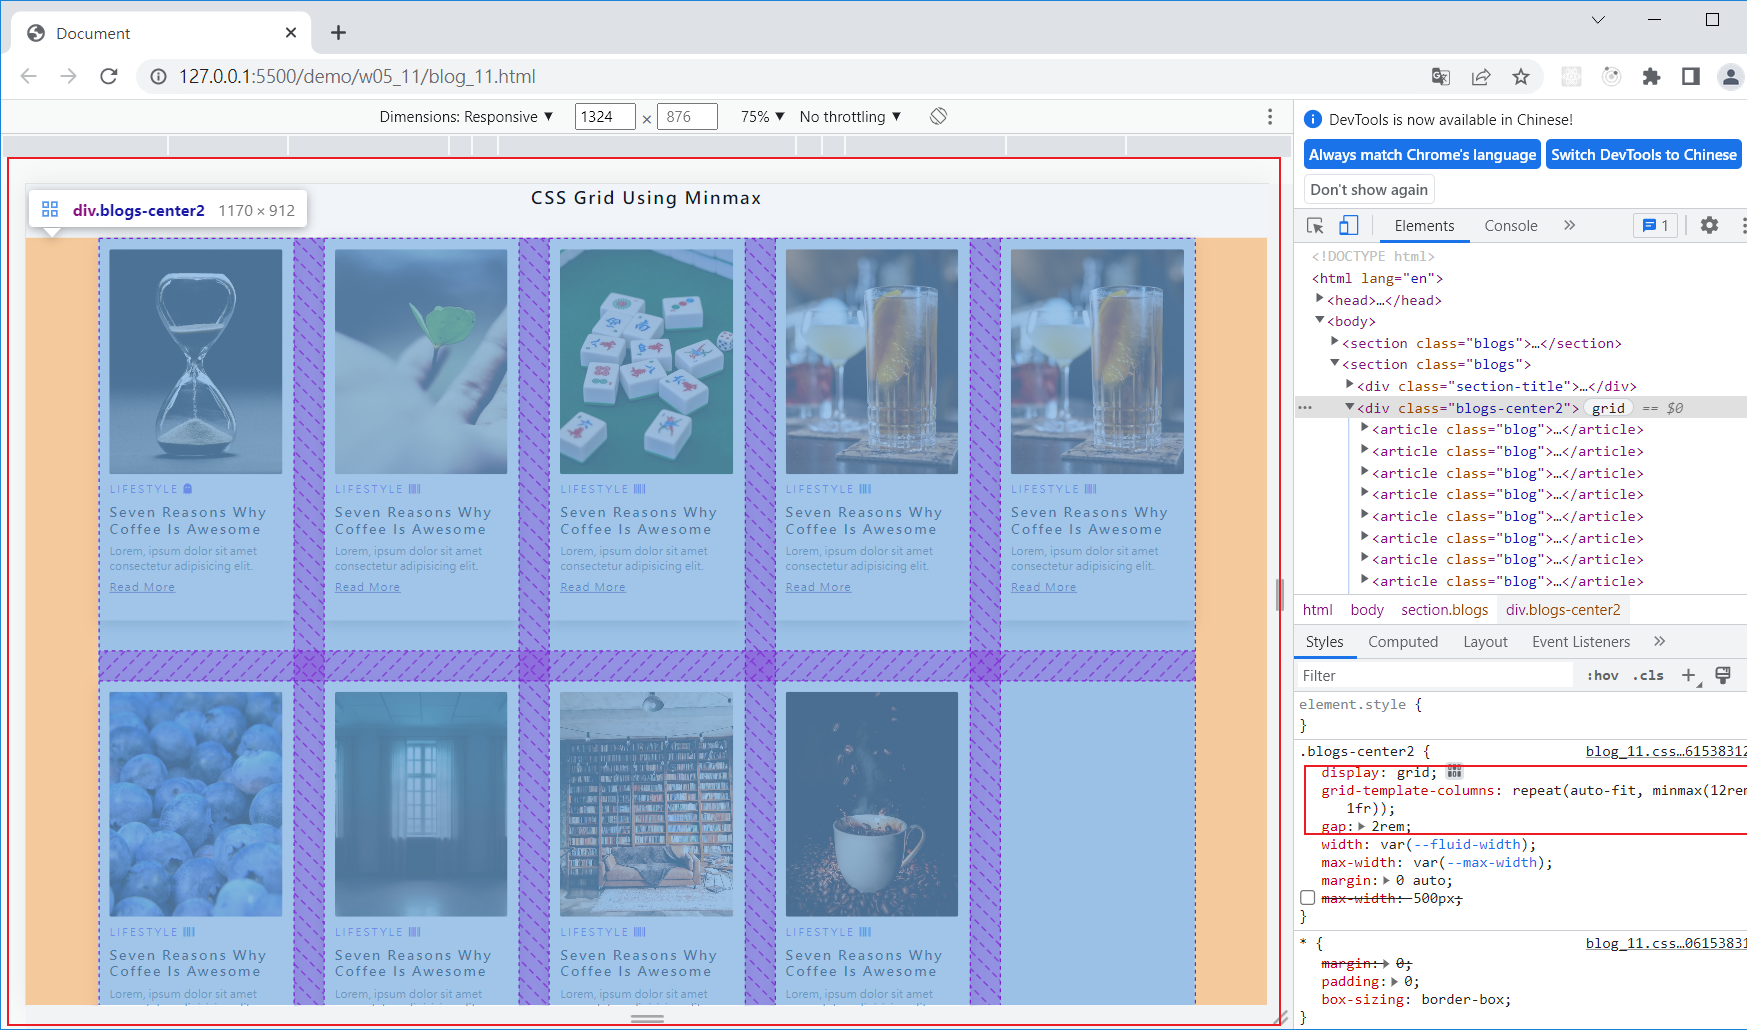 Document
127.0.0.1:5500/demo/w05_11/blog_11.html
Dimensions: Responsive ▼ 1324 × 876 75% ▼ No throttling ▼
CSS Grid Using Minmax
div.blogs-center2 1170 × 912
LIFESTYLE LIFESTYLE LIFESTYLE LIFESTYLE LIFESTYLE
Seven Reasons Why Seven Reasons Why Seven Reasons Why Seven Reasons Why Seven Reasons Why
Coffee Is Awesome Coffee Is Awesome Coffee Is Awesome Coffee Is Awesome Coffee Is Awesome
Lorem, ipsum dolor sit amet Lorem, ipsum dolor sit amet Lorem, ipsum dolor sit amet Lorem, ipsum dolor sit amet Lorem, ipsum dolor sit amet
consectetur adipisicing elit. consectetur adipisicing elit. consectetur adipisicing elit. consectetur adipisicing elit. consectetur adipisicing elit.
Read More Read More Read More Read More Read More
LIFESTYLE LIFESTYLE LIFESTYLE LIFESTYLE
Seven Reasons Why Seven Reasons Why Seven Reasons Why Seven Reasons Why
Coffee Is Awesome Coffee Is Awesome Coffee Is Awesome Coffee Is Awesome
Lorem, ipsum dolor sit amet Lorem, ipsum dolor sit amet Lorem, ipsum dolor sit amet Lorem, ipsum dolor sit amet
DevTools is now available in Chinese!
Always match Chrome's language Switch DevTools to Chinese
Don't show again
Elements Console » 1
<!DOCTYPE html>
<html lang="en">
<head>…</head>
<body>
<section class="blogs">…</section>
<section class="blogs">
<div class="section-title">…</div>
<div class="blogs-center2"> grid == $0
<article class="blog">…</article>
<article class="blog">…</article>
<article class="blog">…</article>
<article class="blog">…</article>
<article class="blog">…</article>
<article class="blog">…</article>
<article class="blog">…</article>
<article class="blog">…</article>
html body section.blogs div.blogs-center2
Styles Computed Layout Event Listeners »
Filter :hov .cls +
element.style {
}
.blogs-center2 { blog_11.css…61538312
display: grid;
grid-template-columns: repeat(auto-fit, minmax(12rem
1fr));
gap: 2rem;
width: var(--fluid-width);
max-width: var(--max-width);
margin: 0 auto;
max-width: 500px;
}
* { blog_11.css…06153831
margin: 0;
padding: 0;
box-sizing: border-box;
}